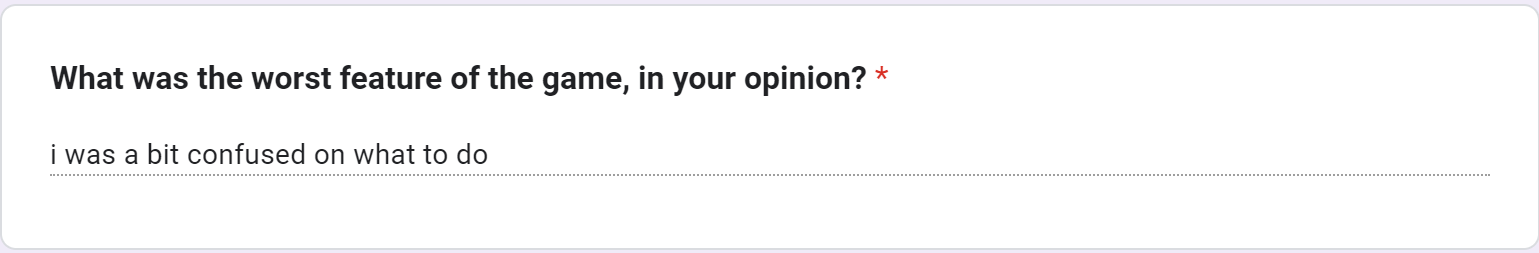 What was the worst feature of the game, in your opinion? *
i was a bit confused on what to do